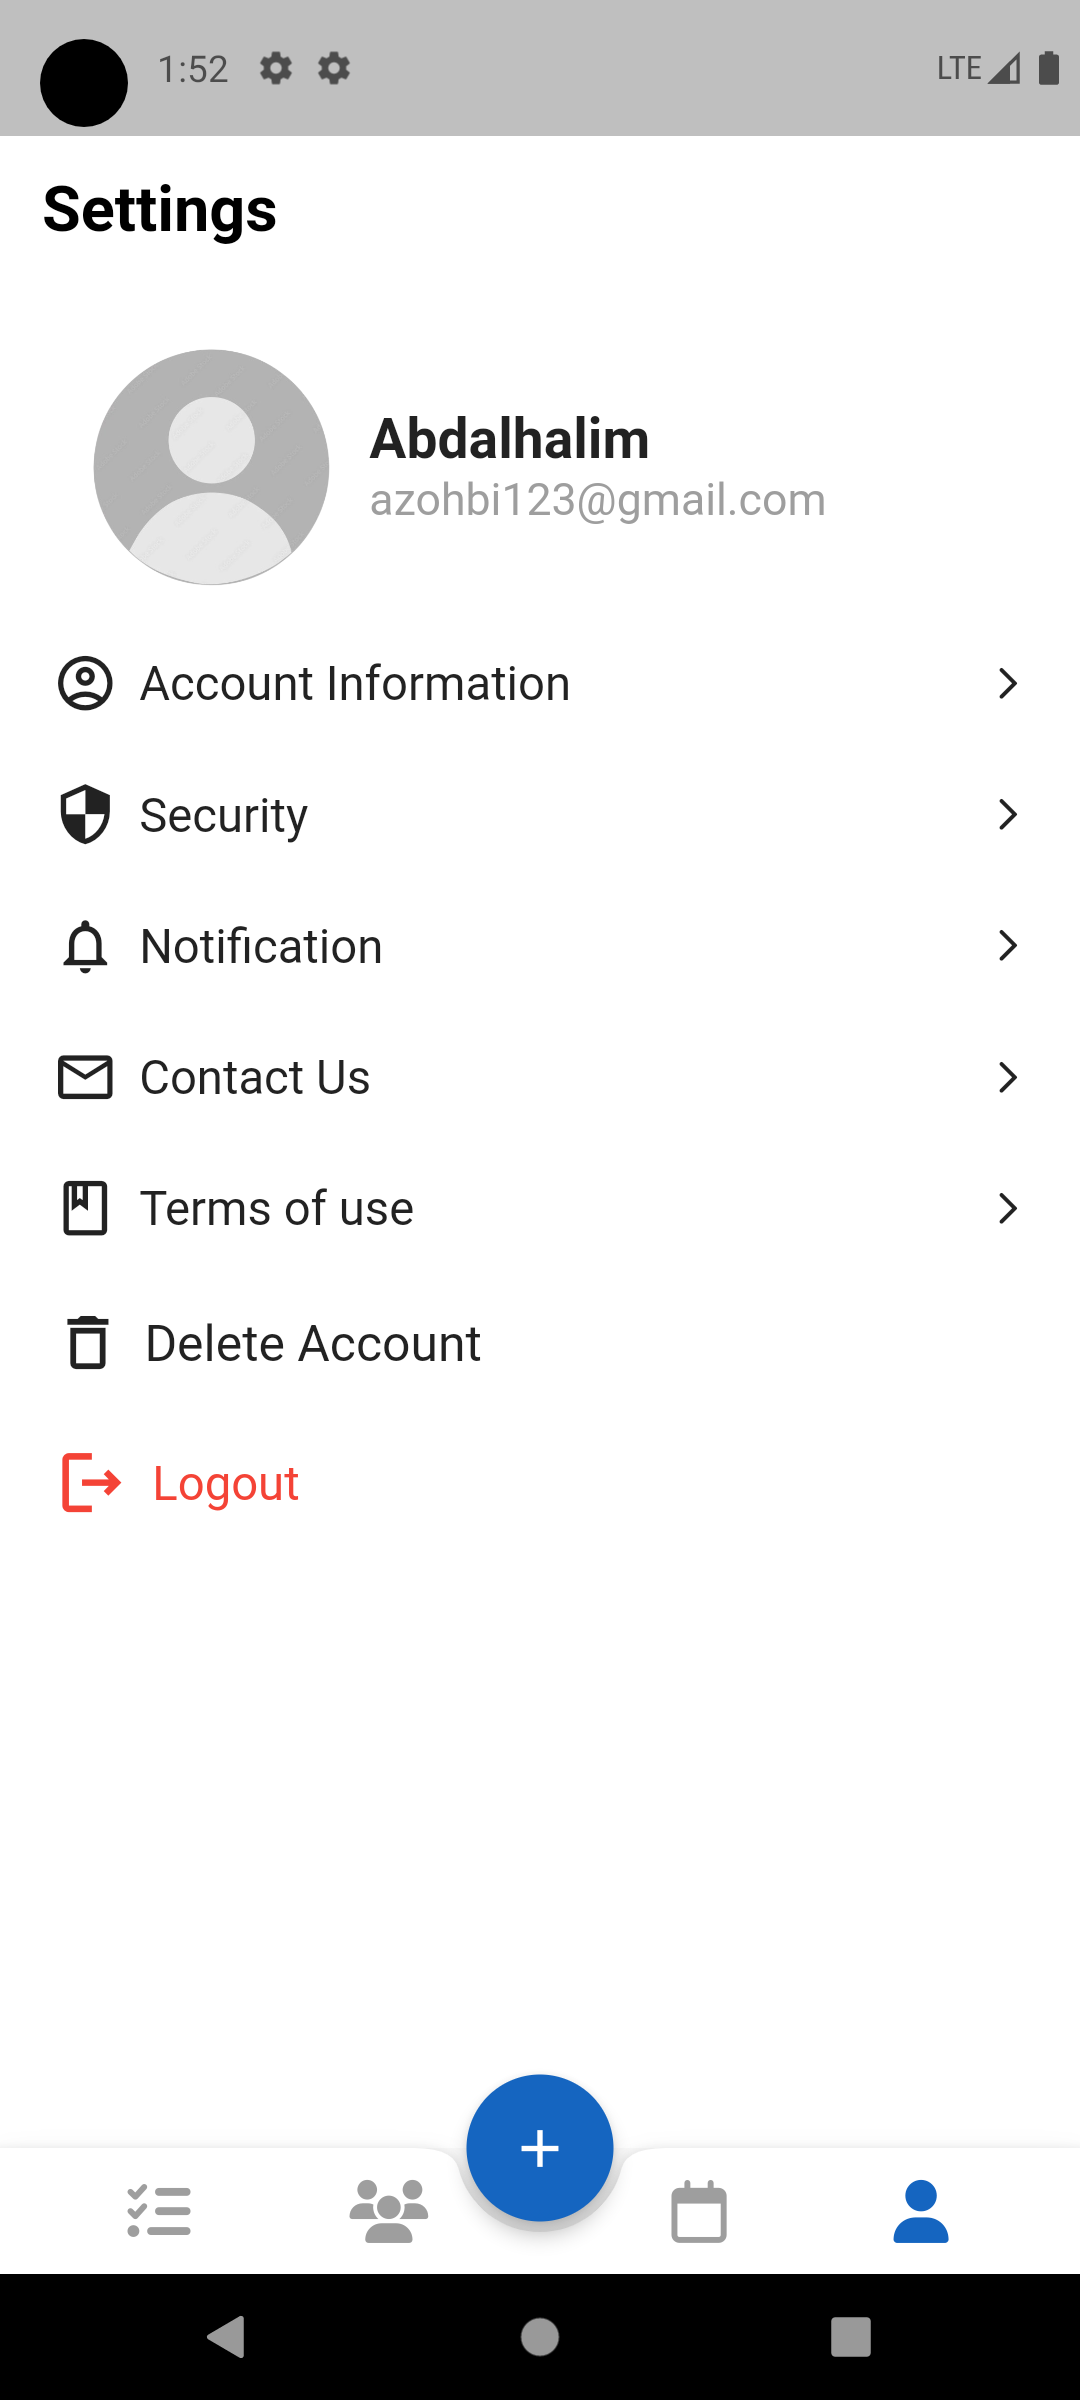 1:52
LTE
Settings
Abdalhalim
azohbi123@gmail.com
Account Information
Security
Notification
Contact Us
Terms of use
Delete Account
Logout